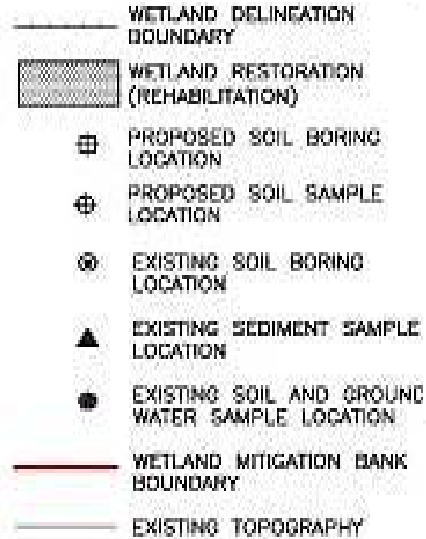 WETLAND DELINEATION
BOUNDARY
WETLAND RESTORATION
(REHABILITATION)
PROPOSED SOIL BORING
LOCATION
PROPOSED SOIL SAMPLE
LOCATION
EXISTING SOIL BORING
LOCATION
EXISTING SEDIMENT SAMPLE
LOCATION
EXISTING SOIL AND GROUND
WATER SAMPLE LOCATION
WETLAND MITIGATION BANK
BOUNDARY
EXISTING TOPOGRAPHY